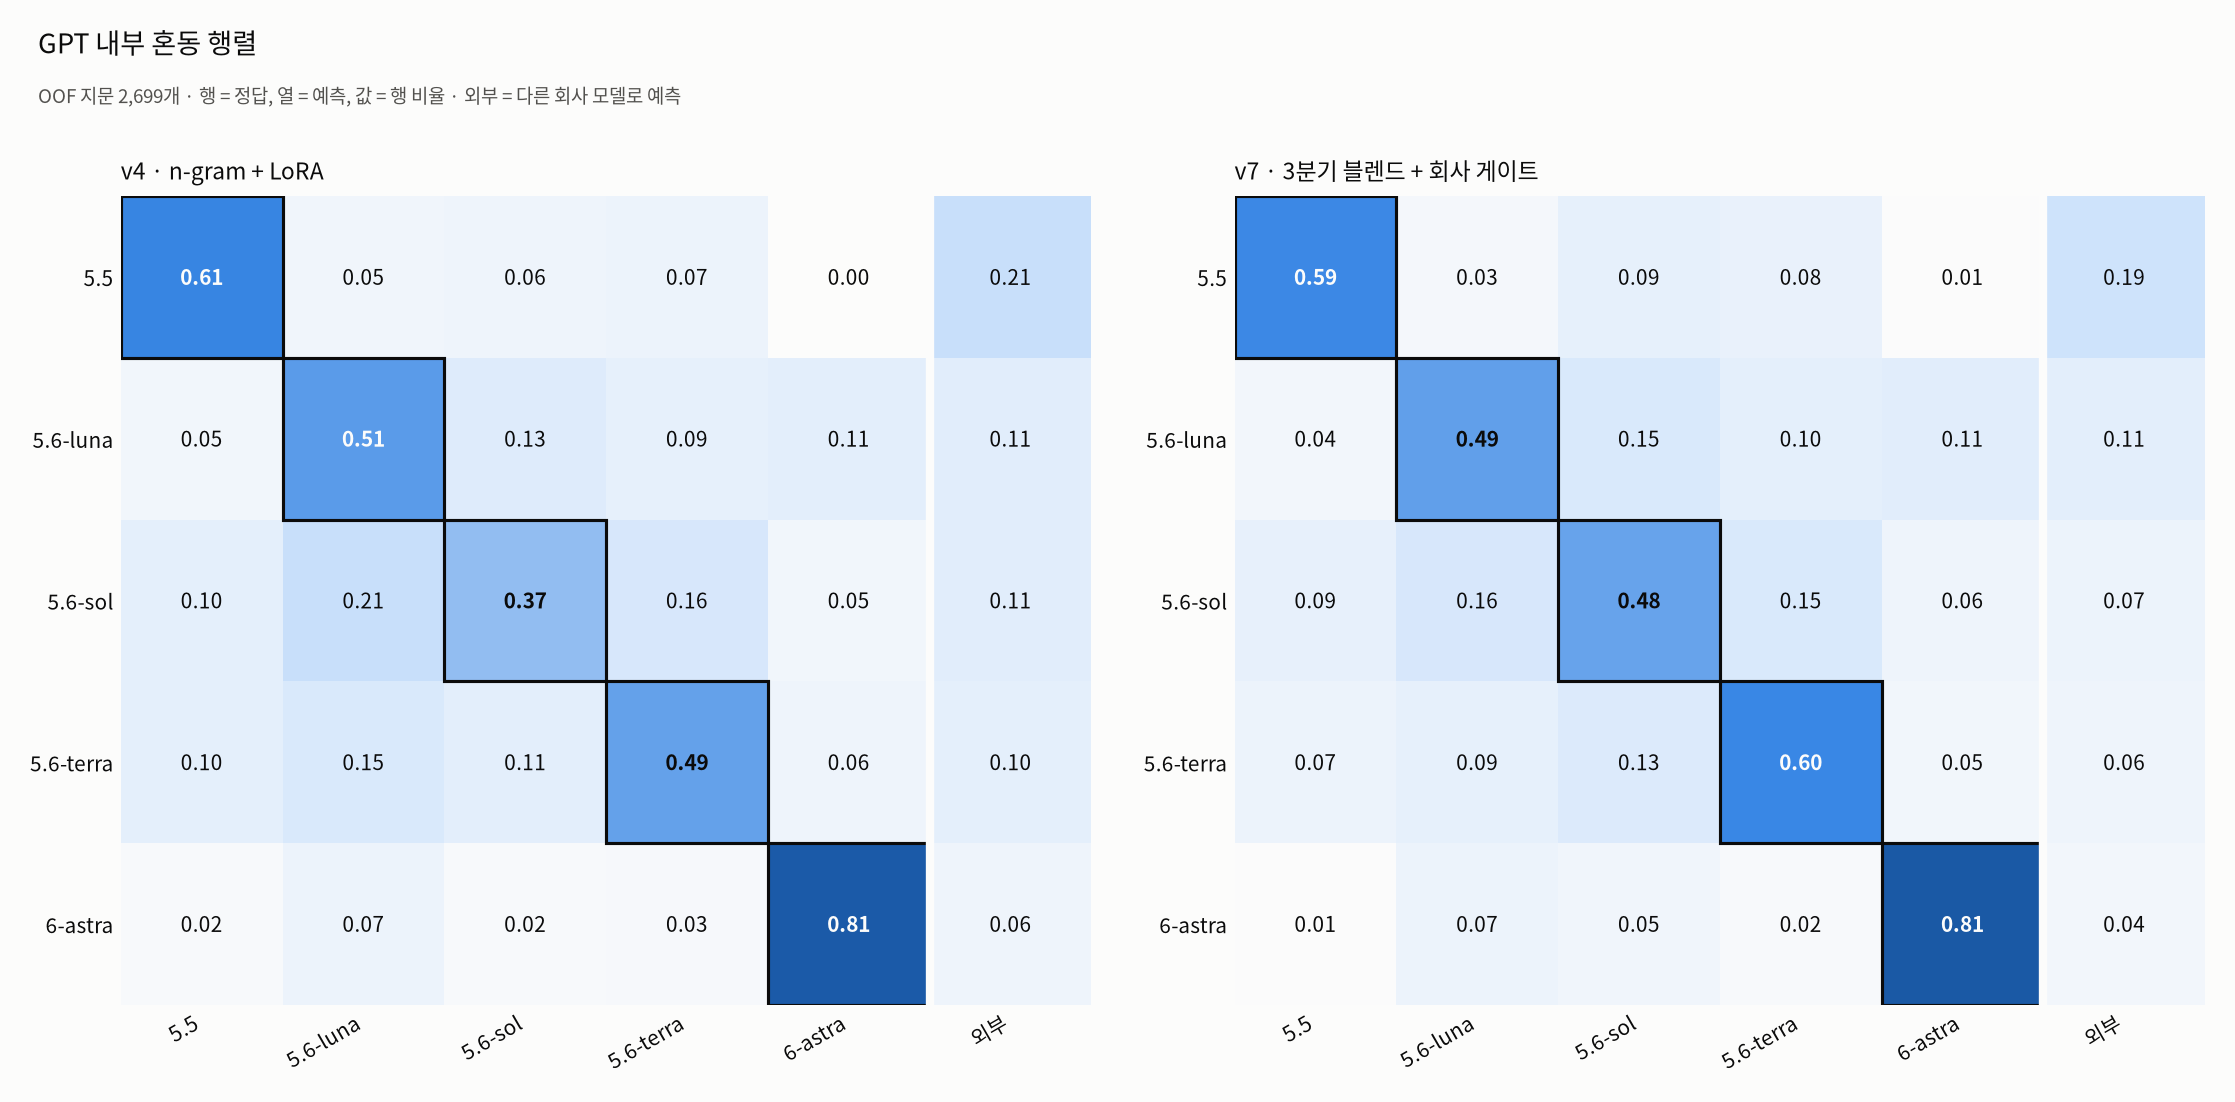 GPT 내부 혼동 행렬
OOF 지문 2,699개 · 행 = 정답, 열 = 예측, 값 = 행 비율 · 외부 = 다른 회사 모델로 예측
v4 · n-gram + LoRA
5.5 0.61 0.05 0.06 0.07 0.00 0.21
5.6-luna 0.05 0.51 0.13 0.09 0.11 0.11
5.6-sol 0.10 0.21 0.37 0.16 0.05 0.11
5.6-terra 0.10 0.15 0.11 0.49 0.06 0.10
6-astra 0.02 0.07 0.02 0.03 0.81 0.06
5.5 5.6-luna 5.6-sol 5.6-terra 6-astra 외부
v7 · 3분기 블렌드 + 회사 게이트
5.5 0.59 0.03 0.09 0.08 0.01 0.19
5.6-luna 0.04 0.49 0.15 0.10 0.11 0.11
5.6-sol 0.09 0.16 0.48 0.15 0.06 0.07
5.6-terra 0.07 0.09 0.13 0.60 0.05 0.06
6-astra 0.01 0.07 0.05 0.02 0.81 0.04
5.5 5.6-luna 5.6-sol 5.6-terra 6-astra 외부